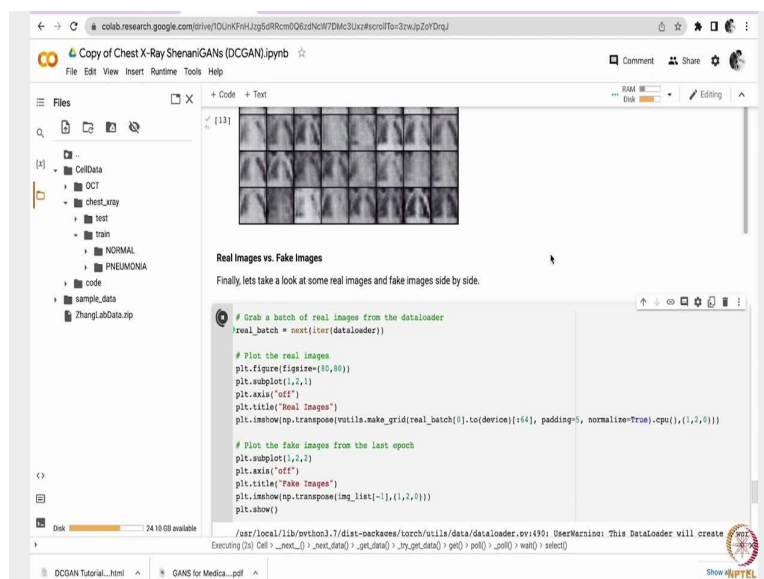 colab.research.google.com/drive/1OUnKFnHJzg5dRRcm0Q6zdNcW7DMc3Uxz#scrollTo=3zwJpZoYDrqJ
CO Copy of Chest X-Ray ShenaniGANs (DCGAN).ipynb
Comment Share
File Edit View Insert Runtime Tools Help
Files
+ Code + Text
RAM
Disk
Editing
[13]
{x}
..
CellData
OCT
chest_xray
test
train
NORMAL
PNEUMONIA
code
sample_data
ZhangLabData.zip
Real Images vs. Fake Images
Finally, lets take a look at some real images and fake images side by side.
# Grab a batch of real images from the dataloader
real_batch = next(iter(dataloader))
# Plot the real images
plt.figure(figsize=(80,80))
plt.subplot(1,2,1)
plt.axis("off")
plt.title("Real Images")
plt.imshow(np.transpose(vutils.make_grid(real_batch[0].to(device)[:64], padding=5, normalize=True).cpu(),(1,2,0)))
# Plot the fake images from the last epoch
plt.subplot(1,2,2)
plt.axis("off")
plt.title("Fake Images")
plt.imshow(np.transpose(img_list[-1],(1,2,0)))
plt.show()
/usr/local/lib/python3.7/dist-packages/torch/utils/data/dataloader.py:490: UserWarning: This DataLoader will create
Disk 24.10 GB available
Executing (2s) Cell > __next__() > _next_data() > _get_data() > _try_get_data() > get() > poll() > _poll() > wait() > select()
DCGAN Tutorial....html
GANS for Medica....pdf
Show
NPTEL